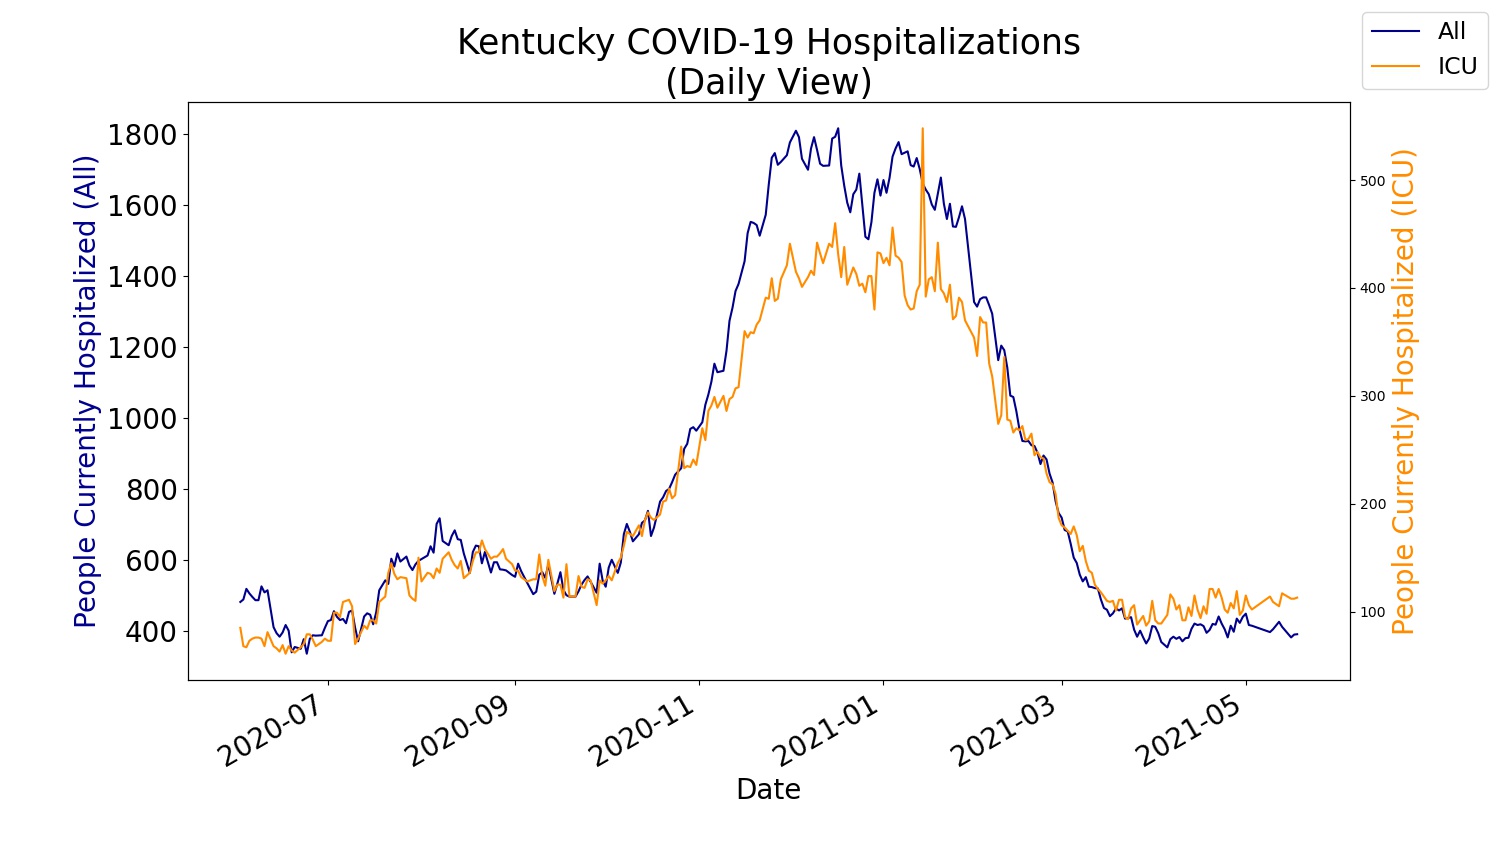 Kentucky COVID-19 Hospitalizations
(Daily View)
All
ICU
People Currently Hospitalized (All)
1800
1600
1400
1200
1000
800
600
400
500
400
300
200
100
People Currently Hospitalized (ICU)
2020-07
2020-09
2020-11
2021-01
2021-03
2021-05
Date